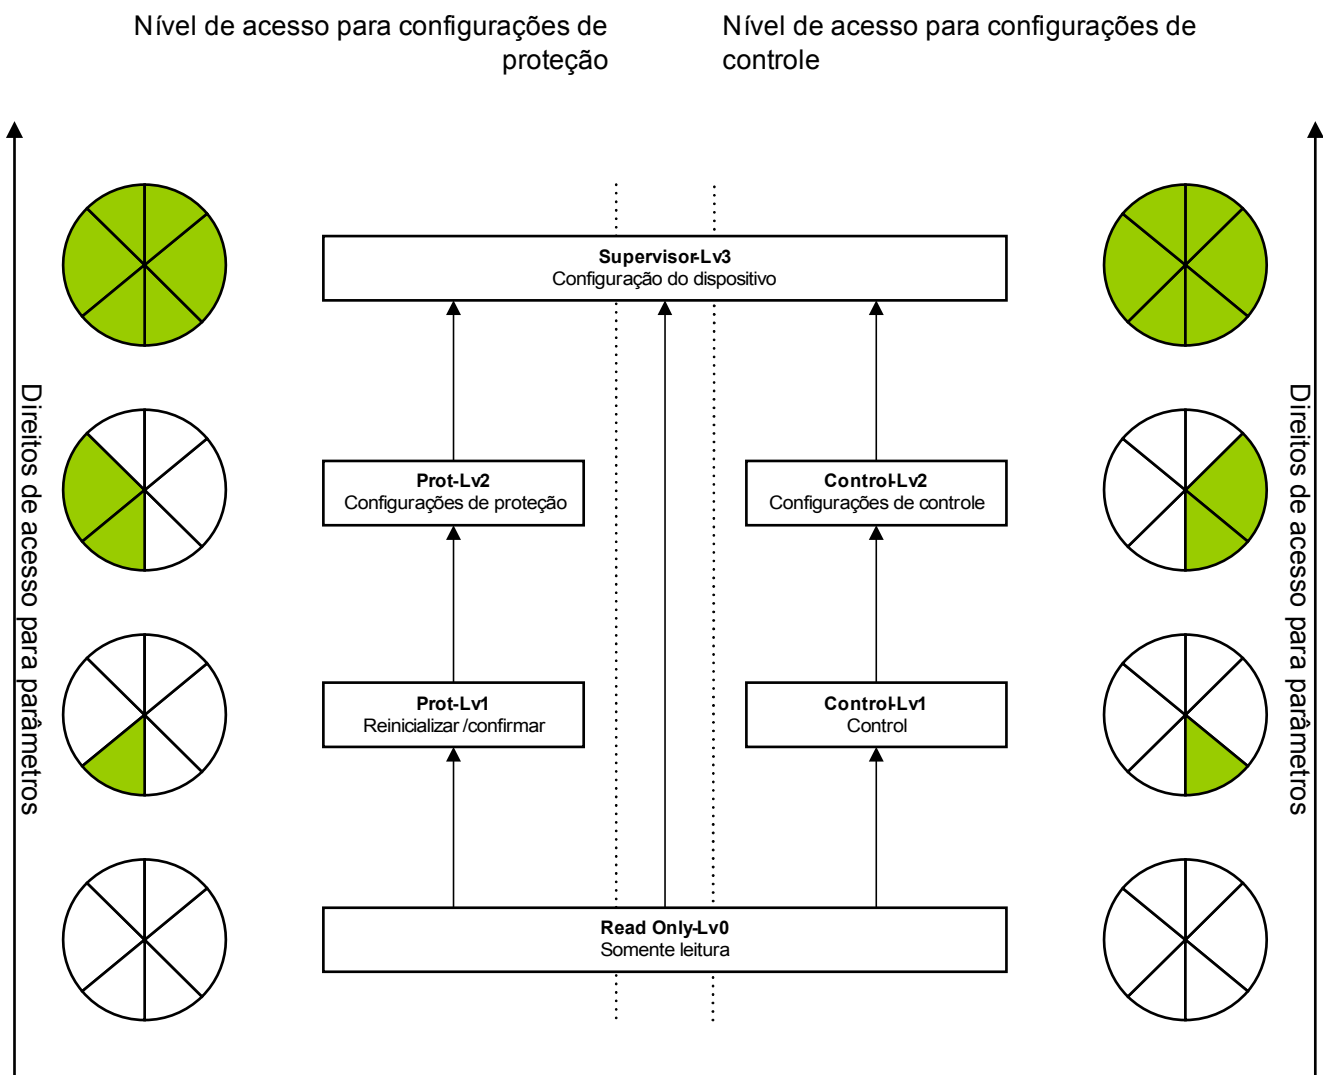 Nível de acesso para configurações de
proteção
Nível de acesso para configurações de
controle
Supervisor-Lv3
Configuração do dispositivo
Direitos de acesso para parâmetros
Direitos de acesso para parâmetros
Prot-Lv2
Configurações de proteção
Control-Lv2
Configurações de controle
Prot-Lv1
Reinicializar /confirmar
Control-Lv1
Control
Read Only-Lv0
Somente leitura